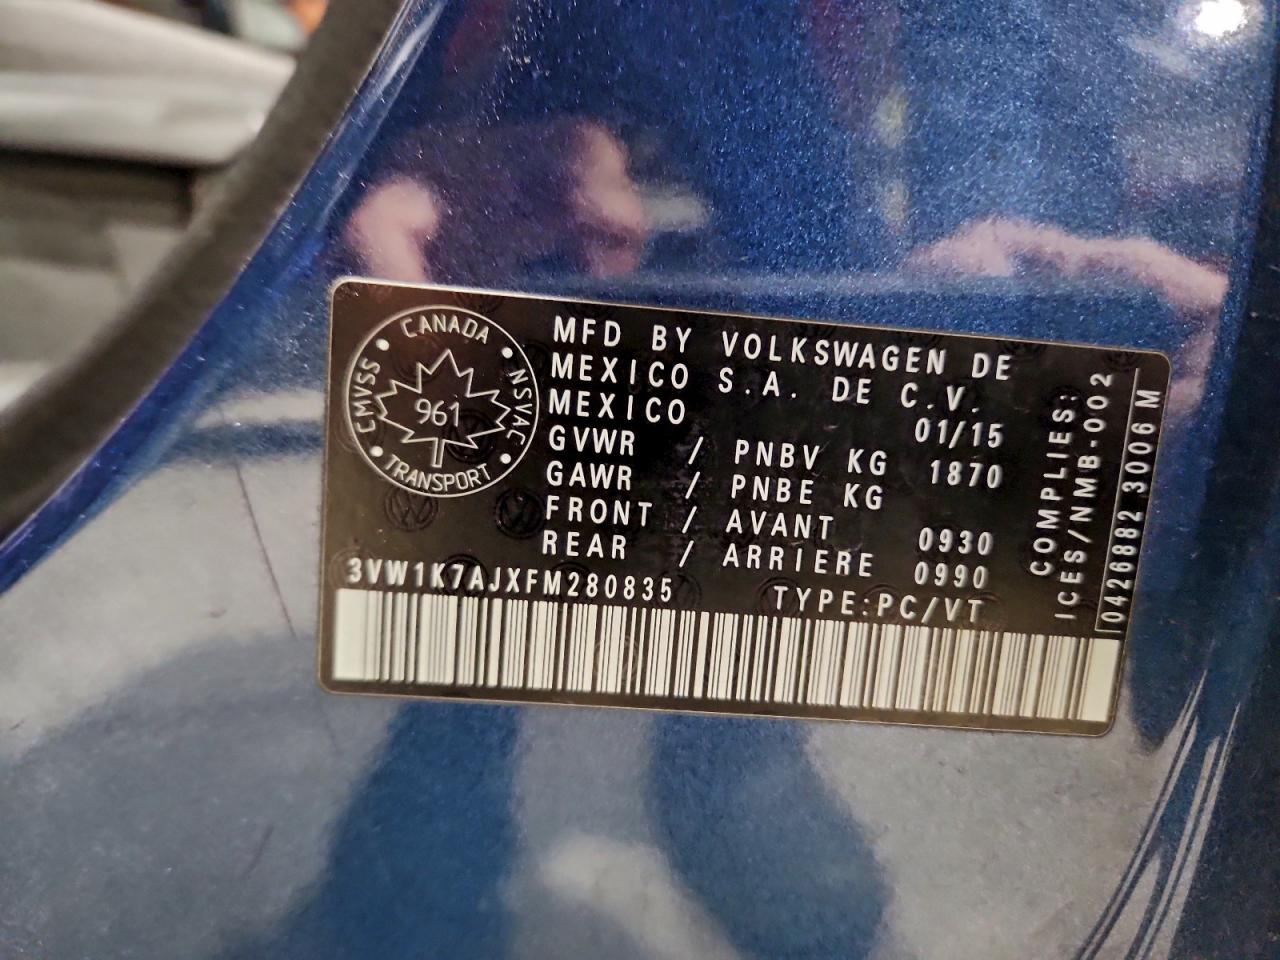 CANADA
CMVSS
NSVAC
961
TRANSPORT
MFD BY VOLKSWAGEN DE
MEXICO S.A. DE C.V.
MEXICO 01/15
GVWR / PNBV KG 1870
GAWR / PNBE KG
FRONT / AVANT 0930
REAR / ARRIERE 0990
3VW1K7AJXFM280835 TYPE:PC/VT
COMPLIES:
ICES/NMB-002
0426882 3006 M